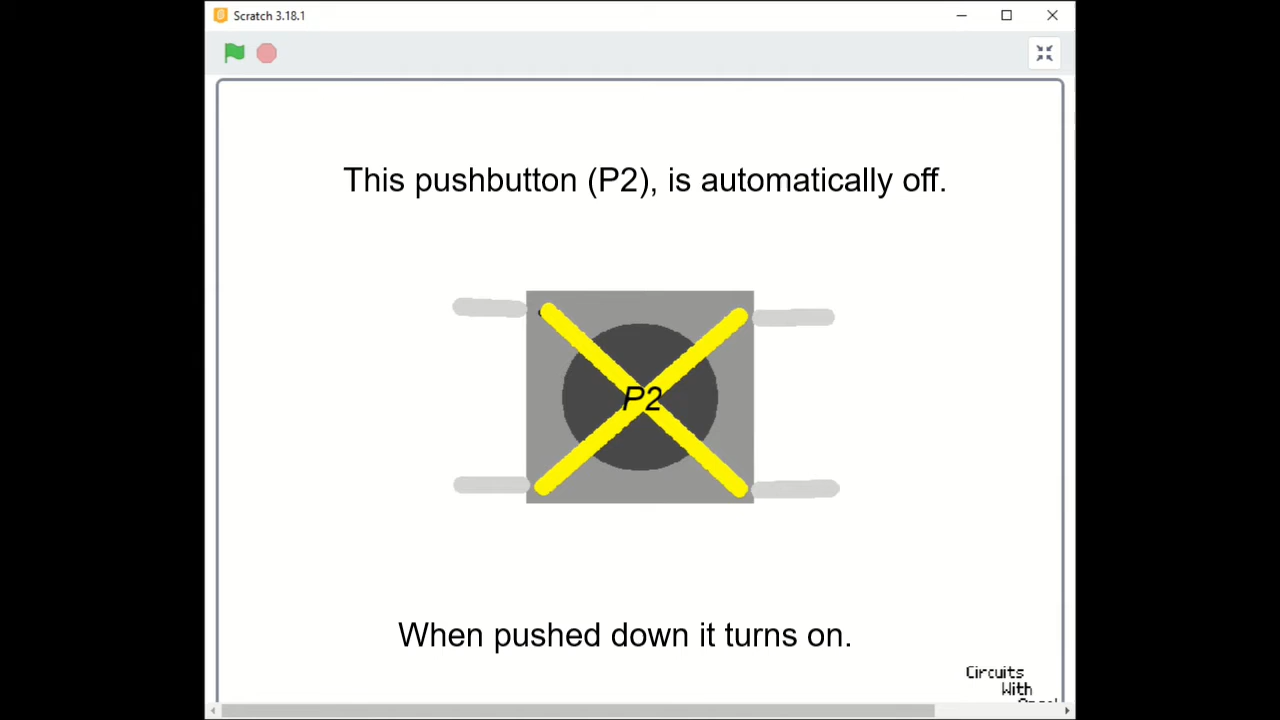 Scratch 3.18.1
This pushbutton (P2), is automatically off.
P2
When pushed down it turns on.
Circuits
With